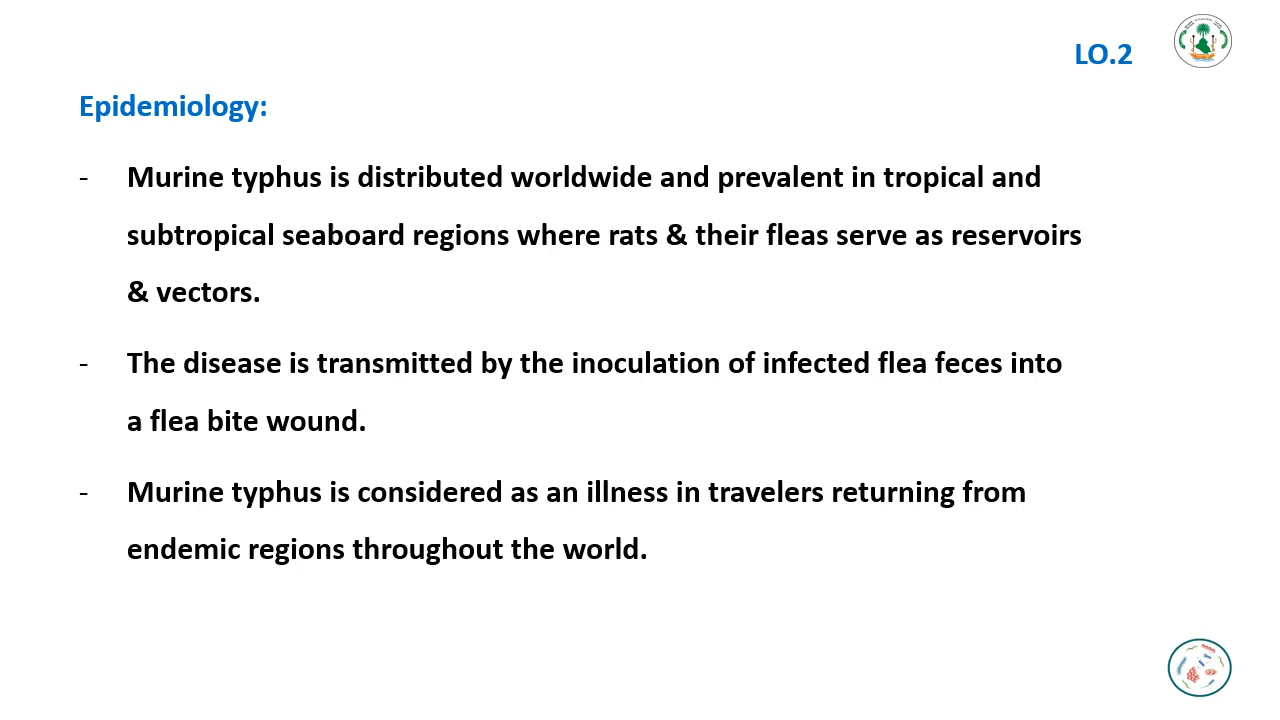 LO.2
Epidemiology:
- Murine typhus is distributed worldwide and prevalent in tropical and
subtropical seaboard regions where rats & their fleas serve as reservoirs
& vectors.
- The disease is transmitted by the inoculation of infected flea feces into
a flea bite wound.
- Murine typhus is considered as an illness in travelers returning from
endemic regions throughout the world.